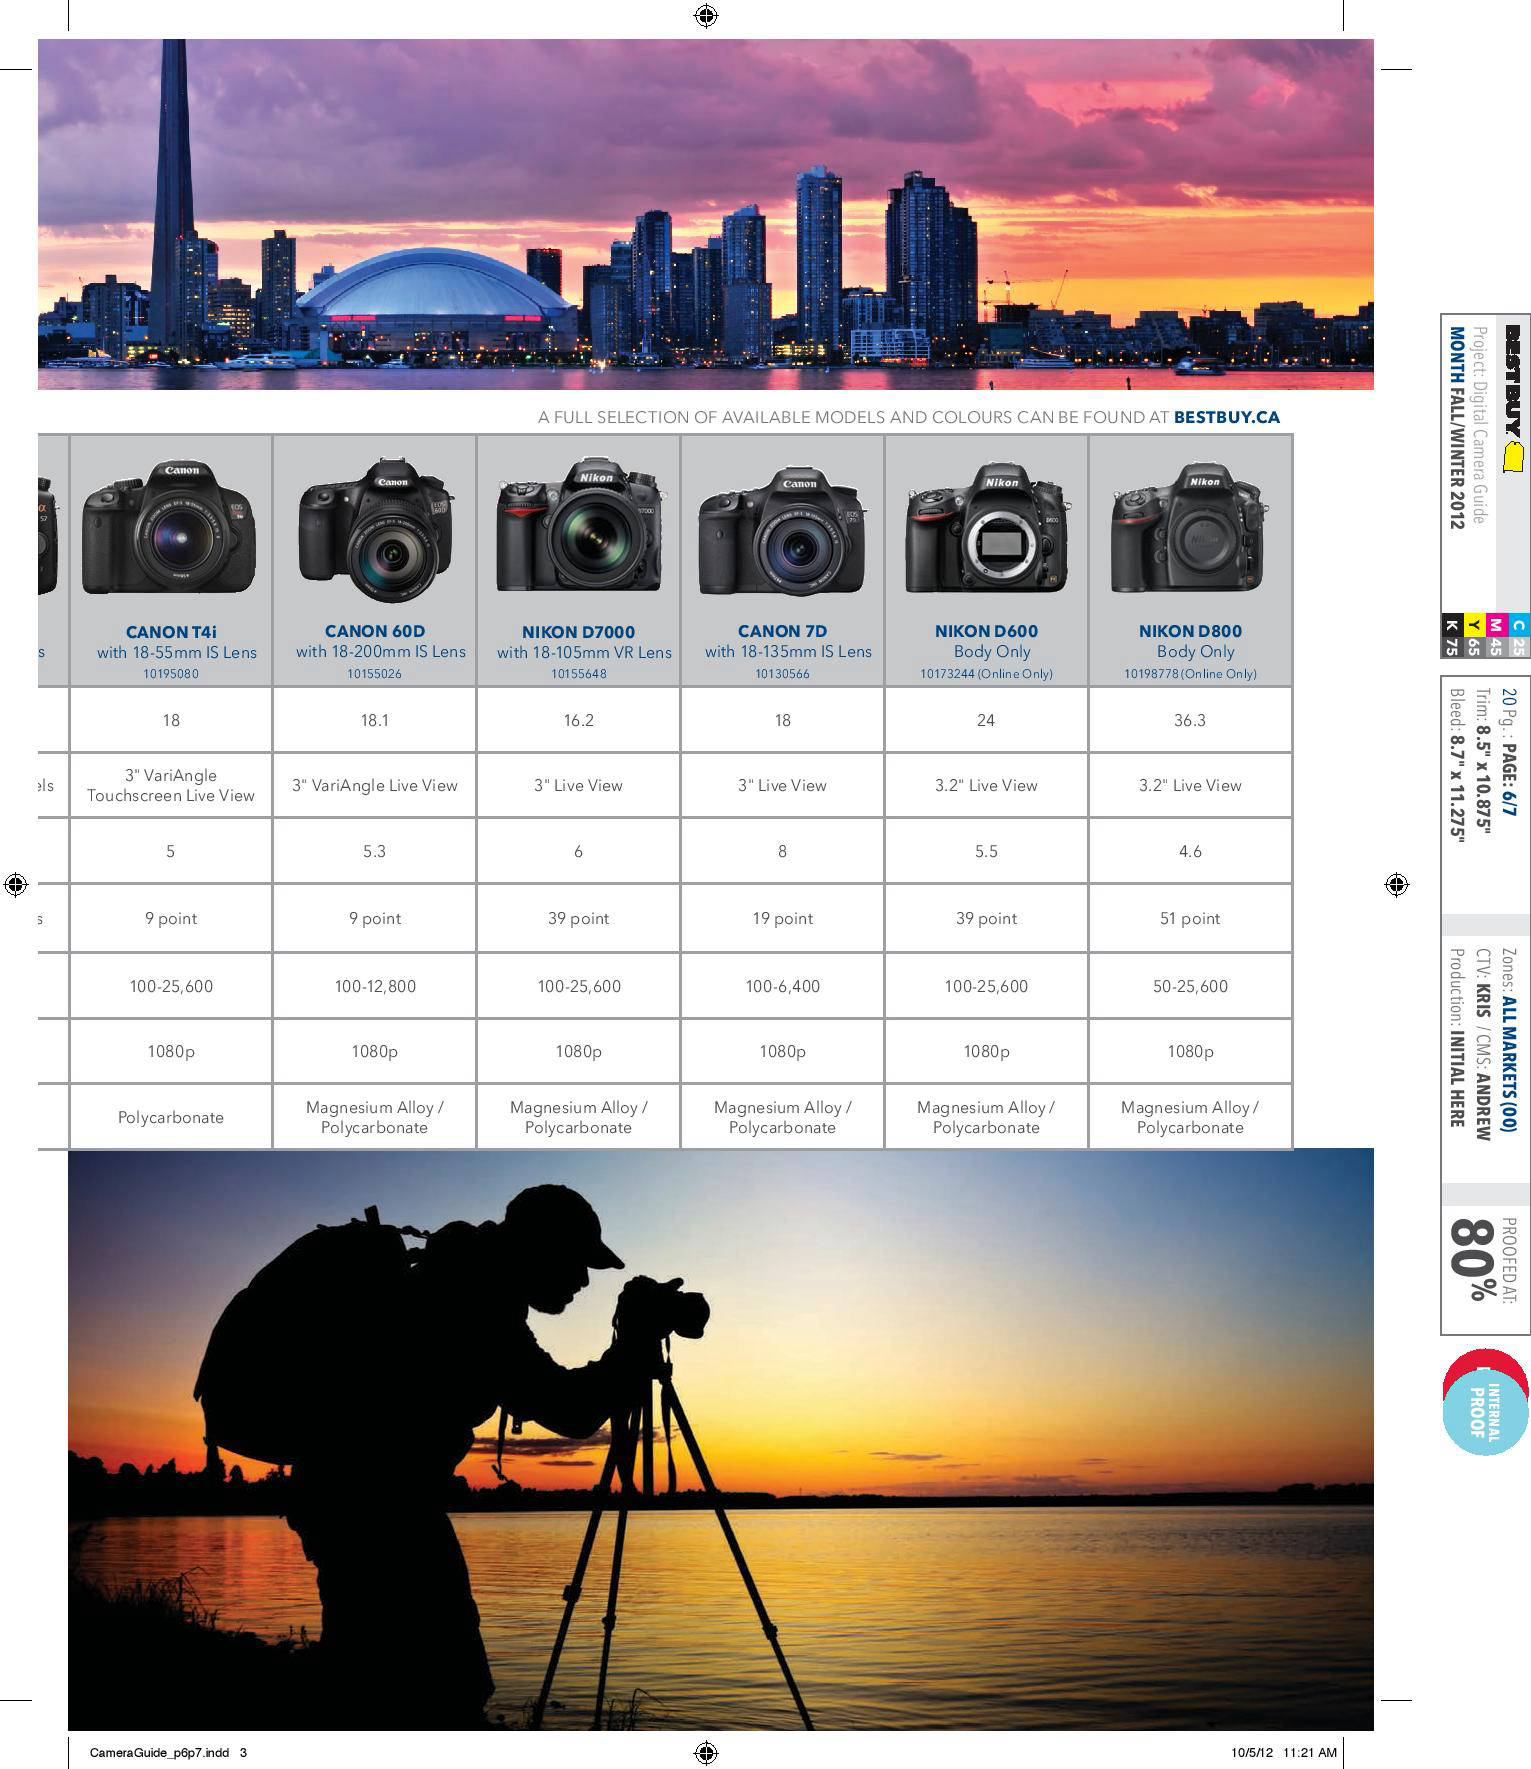 A FULL SELECTION OF AVAILABLE MODELS AND COLOURS CAN BE FOUND AT BESTBUY.CA
Canon
Canon
Nikon
Canon
Nikon
Nikon
CANON T4i
with 18-55mm IS Lens
10195080
CANON 60D
with 18-200mm IS Lens
10155026
NIKON D7000
with 18-105mm VR Lens
10155648
CANON 7D
with 18-135mm IS Lens
10130566
NIKON D600
Body Only
10173244 (Online Only)
NIKON D800
Body Only
10198778 (Online Only)
s
18 18.1 16.2 18 24 36.3
els
3" VariAngle
Touchscreen Live View
3" VariAngle Live View
3" Live View
3" Live View
3.2" Live View
3.2" Live View
5 5.3 6 8 5.5 4.6
s 9 point 9 point 39 point 19 point 39 point 51 point
100-25,600 100-12,800 100-25,600 100-6,400 100-25,600 50-25,600
1080p 1080p 1080p 1080p 1080p 1080p
Polycarbonate
Magnesium Alloy /
Polycarbonate
Magnesium Alloy /
Polycarbonate
Magnesium Alloy /
Polycarbonate
Magnesium Alloy /
Polycarbonate
Magnesium Alloy /
Polycarbonate
CameraGuide_p6p7.indd 3
10/5/12 11:21 AM
BEST BUY
Project: Digital Camera Guide
MONTH FALL/WINTER 2012
C 25
M 45
Y 65
K 75
20 Pg. : PAGE: 6/7
Trim: 8.5" x 10.875"
Bleed: 8.7" x 11.275"
Zones: ALL MARKETS (00)
CTV: KRIS / CMS: ANDREW
Production: INITIAL HERE
PROOFED AT:
80%
INTERNAL
PROOF